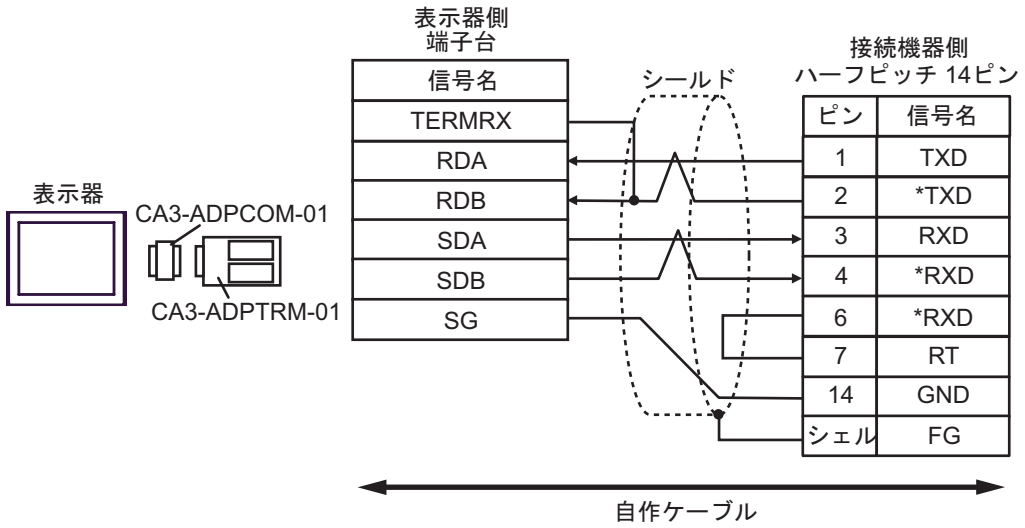 表示器側
端子台
信号名
TERMRX
RDA
RDB
SDA
SDB
SG
シールド
接続機器側
ハーフピッチ 14ピン
ピン 信号名
1 TXD
2 *TXD
3 RXD
4 *RXD
6 *RXD
7 RT
14 GND
シェル FG
表示器
CA3-ADPCOM-01
CA3-ADPTRM-01
自作ケーブル